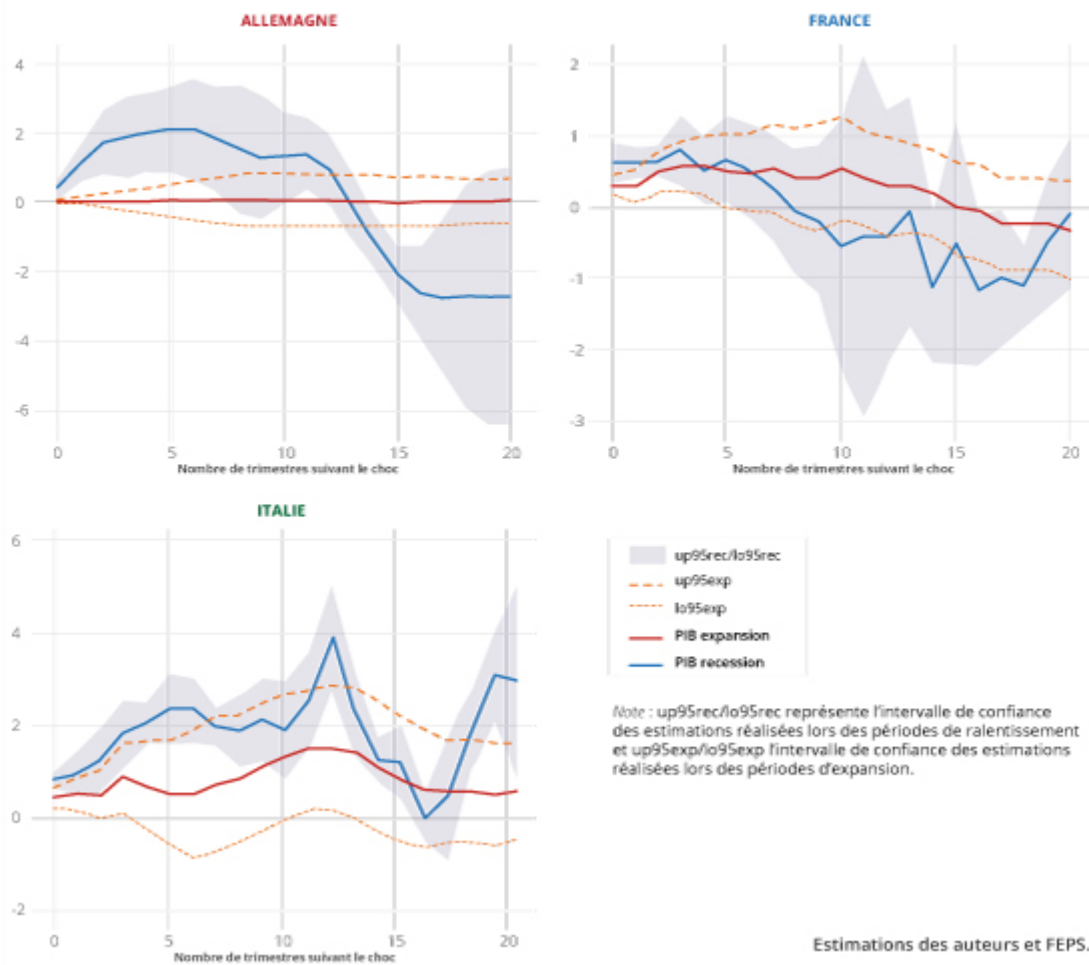 ALLEMAGNE
4
2
0
-2
-4
-6
0 5 10 15 20
Nombre de trimestres suivant le choc
FRANCE
2
1
0
-1
-2
-3
0 5 10 15 20
Nombre de trimestres suivant le choc
ITALIE
6
4
2
0
-2
0 5 10 15 20
Nombre de trimestres suivant le choc
up95rec/lo95rec
up95exp
lo95exp
PIB expansion
PIB recession
Note : up95rec/lo95rec représente l'intervalle de confiance
des estimations réalisées lors des périodes de ralentissement
et up95exp/lo95exp l'intervalle de confiance des estimations
réalisées lors des périodes d'expansion.
Estimations des auteurs et FEPS.